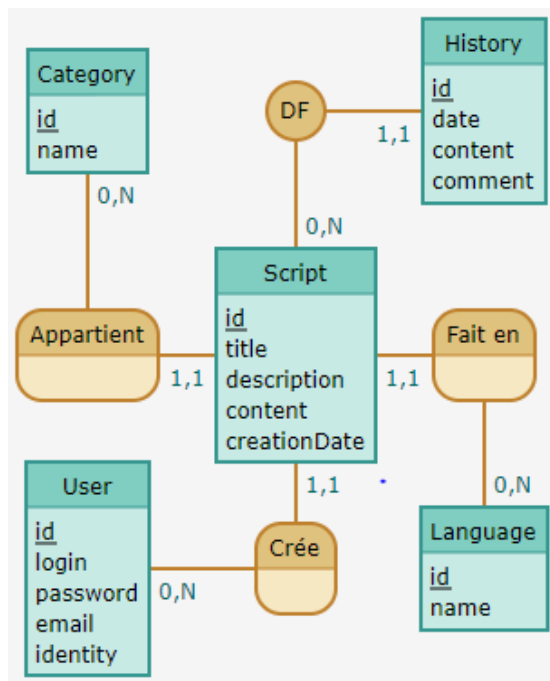 Category
id
name
0,N
DF
History
id
date
content
comment
1,1
0,N
Script
id
title
description
content
creationDate
Appartient
1,1
Fait en
1,1
0,N
Language
id
name
1,1
Crée
User
id
login
password
email
identity
0,N